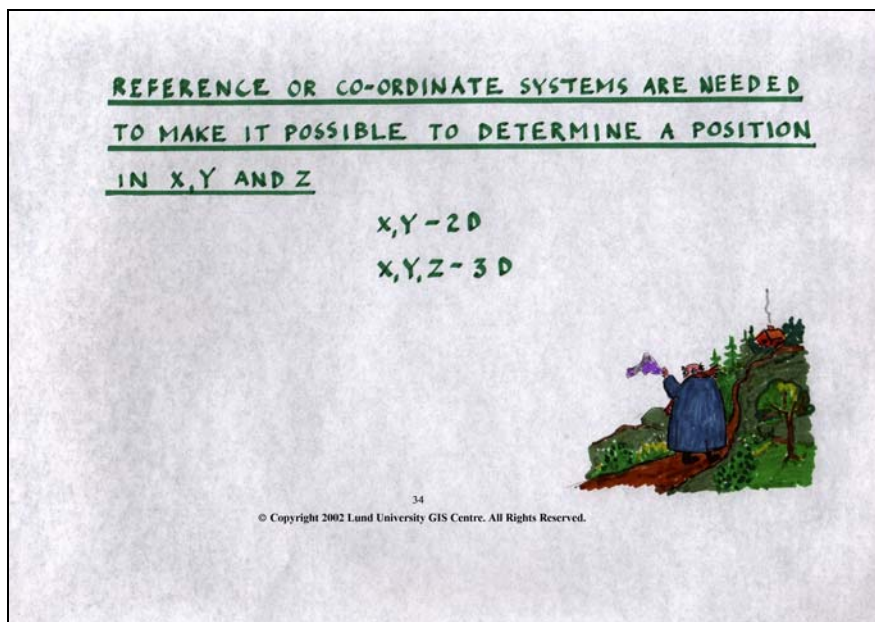 REFERENCE OR CO-ORDINATE SYSTEMS ARE NEEDED
TO MAKE IT POSSIBLE TO DETERMINE A POSITION
IN X,Y AND Z
X,Y - 2D
X,Y,Z - 3D
34
© Copyright 2002 Lund University GIS Centre. All Rights Reserved.